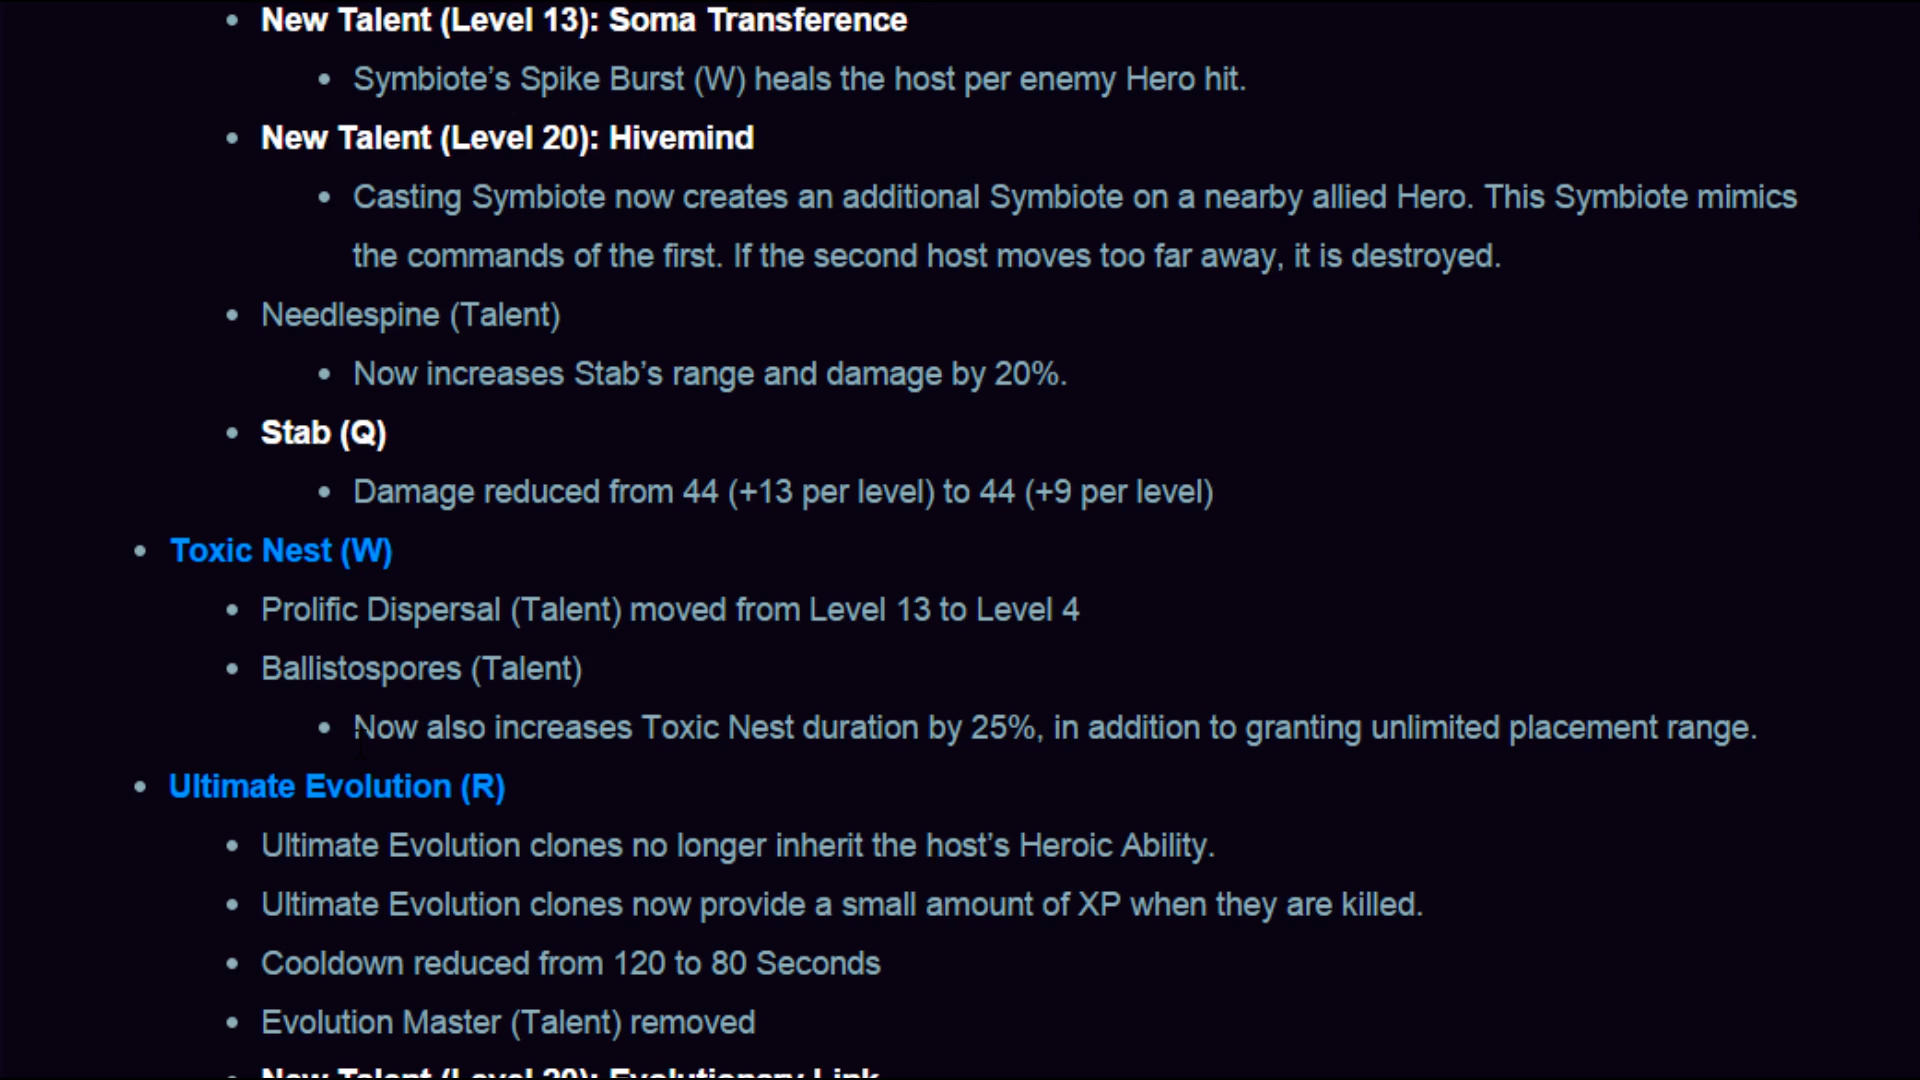 New Talent (Level 13): Soma Transference
Symbiote’s Spike Burst (W) heals the host per enemy Hero hit.
New Talent (Level 20): Hivemind
Casting Symbiote now creates an additional Symbiote on a nearby allied Hero. This Symbiote mimics
the commands of the first. If the second host moves too far away, it is destroyed.
Needlespine (Talent)
Now increases Stab’s range and damage by 20%.
Stab (Q)
Damage reduced from 44 (+13 per level) to 44 (+9 per level)
Toxic Nest (W)
Prolific Dispersal (Talent) moved from Level 13 to Level 4
Ballistospores (Talent)
Now also increases Toxic Nest duration by 25%, in addition to granting unlimited placement range.
Ultimate Evolution (R)
Ultimate Evolution clones no longer inherit the host’s Heroic Ability.
Ultimate Evolution clones now provide a small amount of XP when they are killed.
Cooldown reduced from 120 to 80 Seconds
Evolution Master (Talent) removed
New Talent (Level 20): Evolutionary Link